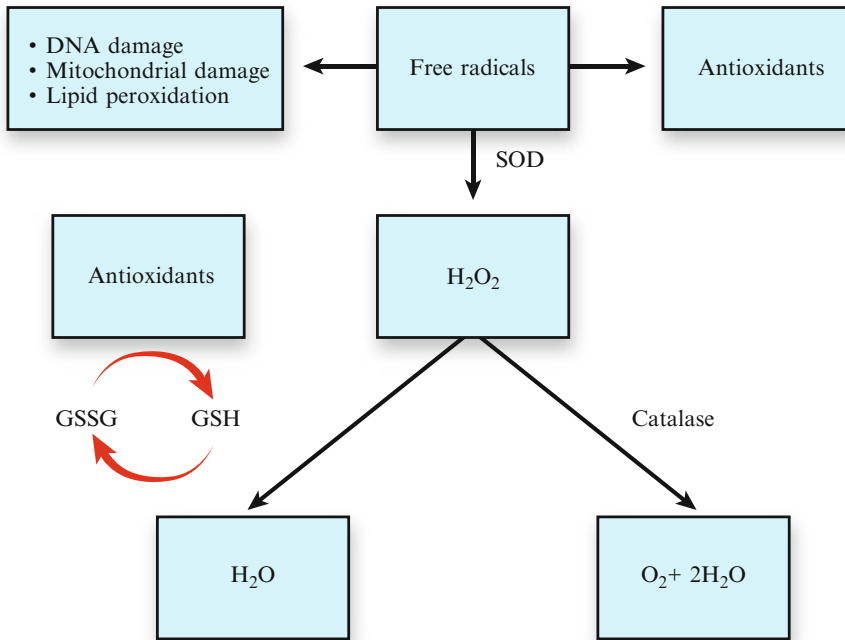 • DNA damage
• Mitochondrial damage
• Lipid peroxidation
Free radicals
Antioxidants
SOD
Antioxidants
H₂O₂
GSSG
GSH
Catalase
H₂O
O₂+ 2H₂O